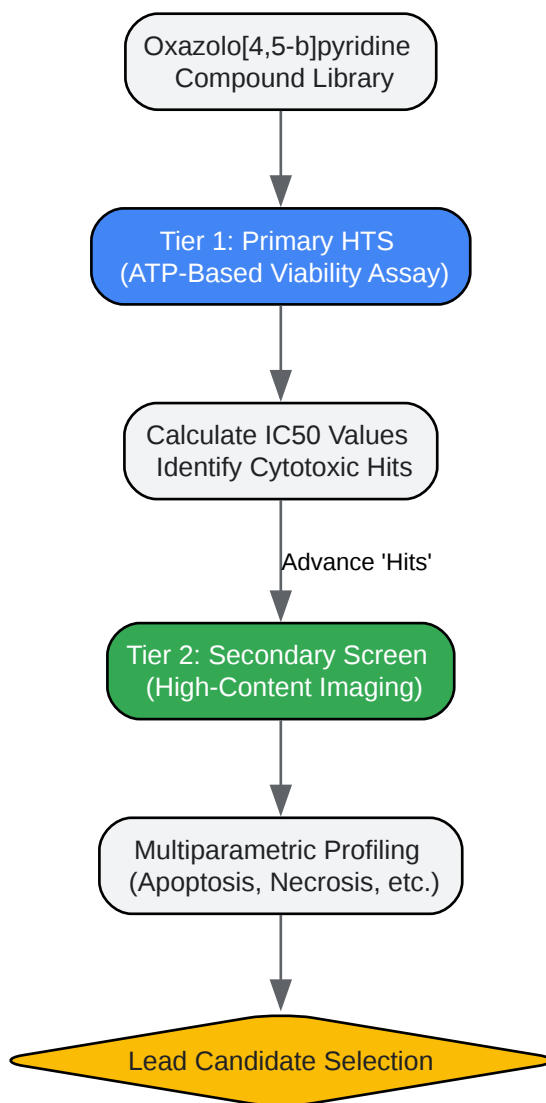 Oxazolo[4,5-b]pyridine
Compound Library
Tier 1: Primary HTS
(ATP-Based Viability Assay)
Calculate IC50 Values
Identify Cytotoxic Hits
Advance 'Hits'
Tier 2: Secondary Screen
(High-Content Imaging)
Multiparametric Profiling
(Apoptosis, Necrosis, etc.)
Lead Candidate Selection